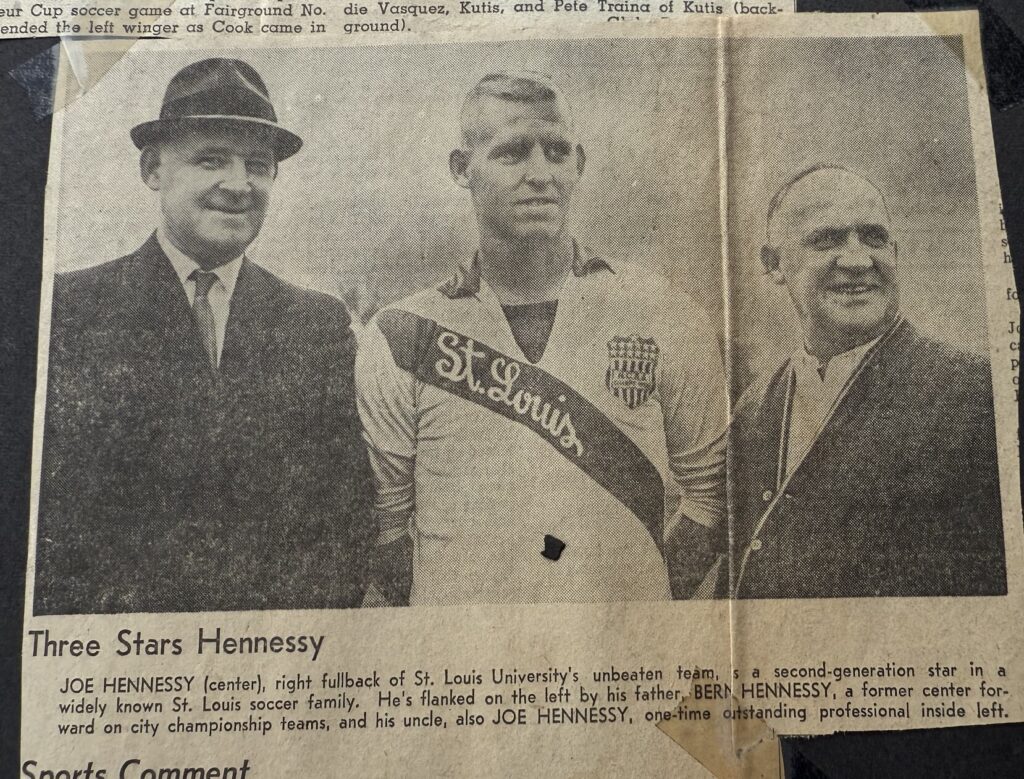 eur Cup soccer game at Fairground No.
ended the left winger as Cook came in
die Vasquez, Kutis, and Pete Traina of Kutis (back-
ground).
St. Louis
Three Stars Hennessy
JOE HENNESSY (center), right fullback of St. Louis University's unbeaten team, is a second-generation star in a
widely known St. Louis soccer family. He's flanked on the left by his father, BERN HENNESSY, a former center for-
ward on city championship teams, and his uncle, also JOE HENNESSY, one-time outstanding professional inside left.
Sports Comment